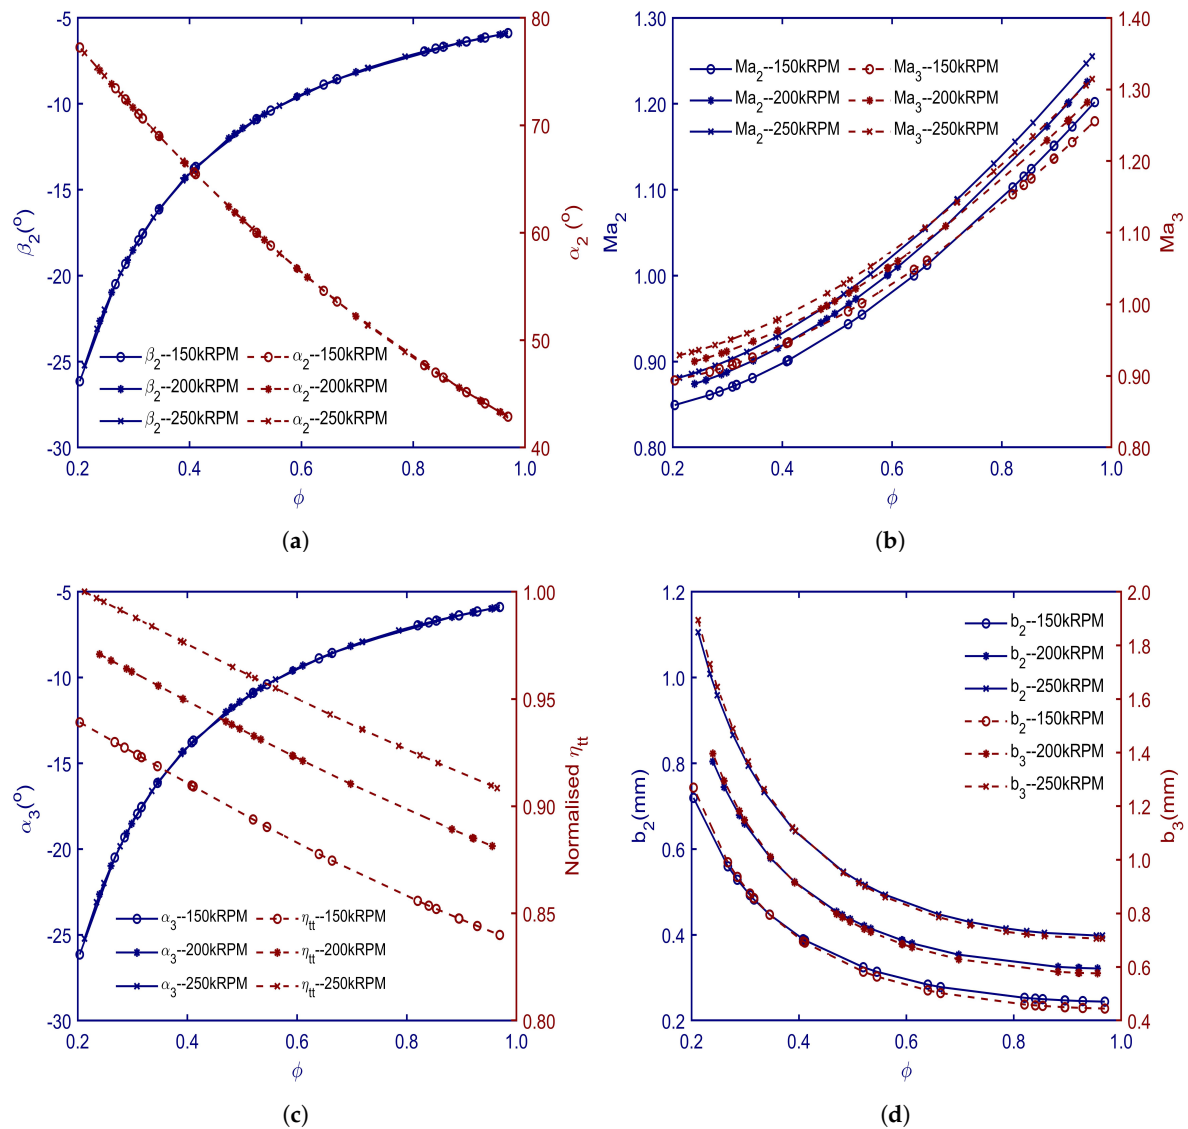 -5
-10
-15
-20
-25
-30
80
70
60
50
40
0.2 0.4 0.6 0.8 1.0
β2(o)
α2 (o)
ϕ
β2--150kRPM α2--150kRPM
β2--200kRPM α2--200kRPM
β2--250kRPM α2--250kRPM
(a)
1.30
1.20
1.10
1.00
0.90
0.80
1.40
1.30
1.20
1.10
1.00
0.90
0.80
0.2 0.4 0.6 0.8 1.0
Ma2
Ma3
ϕ
Ma2--150kRPM Ma3--150kRPM
Ma2--200kRPM Ma3--200kRPM
Ma2--250kRPM Ma3--250kRPM
(b)
-5
-10
-15
-20
-25
-30
1.00
0.95
0.90
0.85
0.80
0.2 0.4 0.6 0.8 1.0
α3(o)
Normalised ηtt
ϕ
α3--150kRPM ηtt--150kRPM
α3--200kRPM ηtt--200kRPM
α3--250kRPM ηtt--250kRPM
(c)
1.2
1.0
0.8
0.6
0.4
0.2
2.0
1.8
1.6
1.4
1.2
1.0
0.8
0.6
0.4
0.2 0.4 0.6 0.8 1.0
b2(mm)
b3(mm)
ϕ
b2--150kRPM
b2--200kRPM
b2--250kRPM
b2--150kRPM
b3--200kRPM
b3--250kRPM
(d)